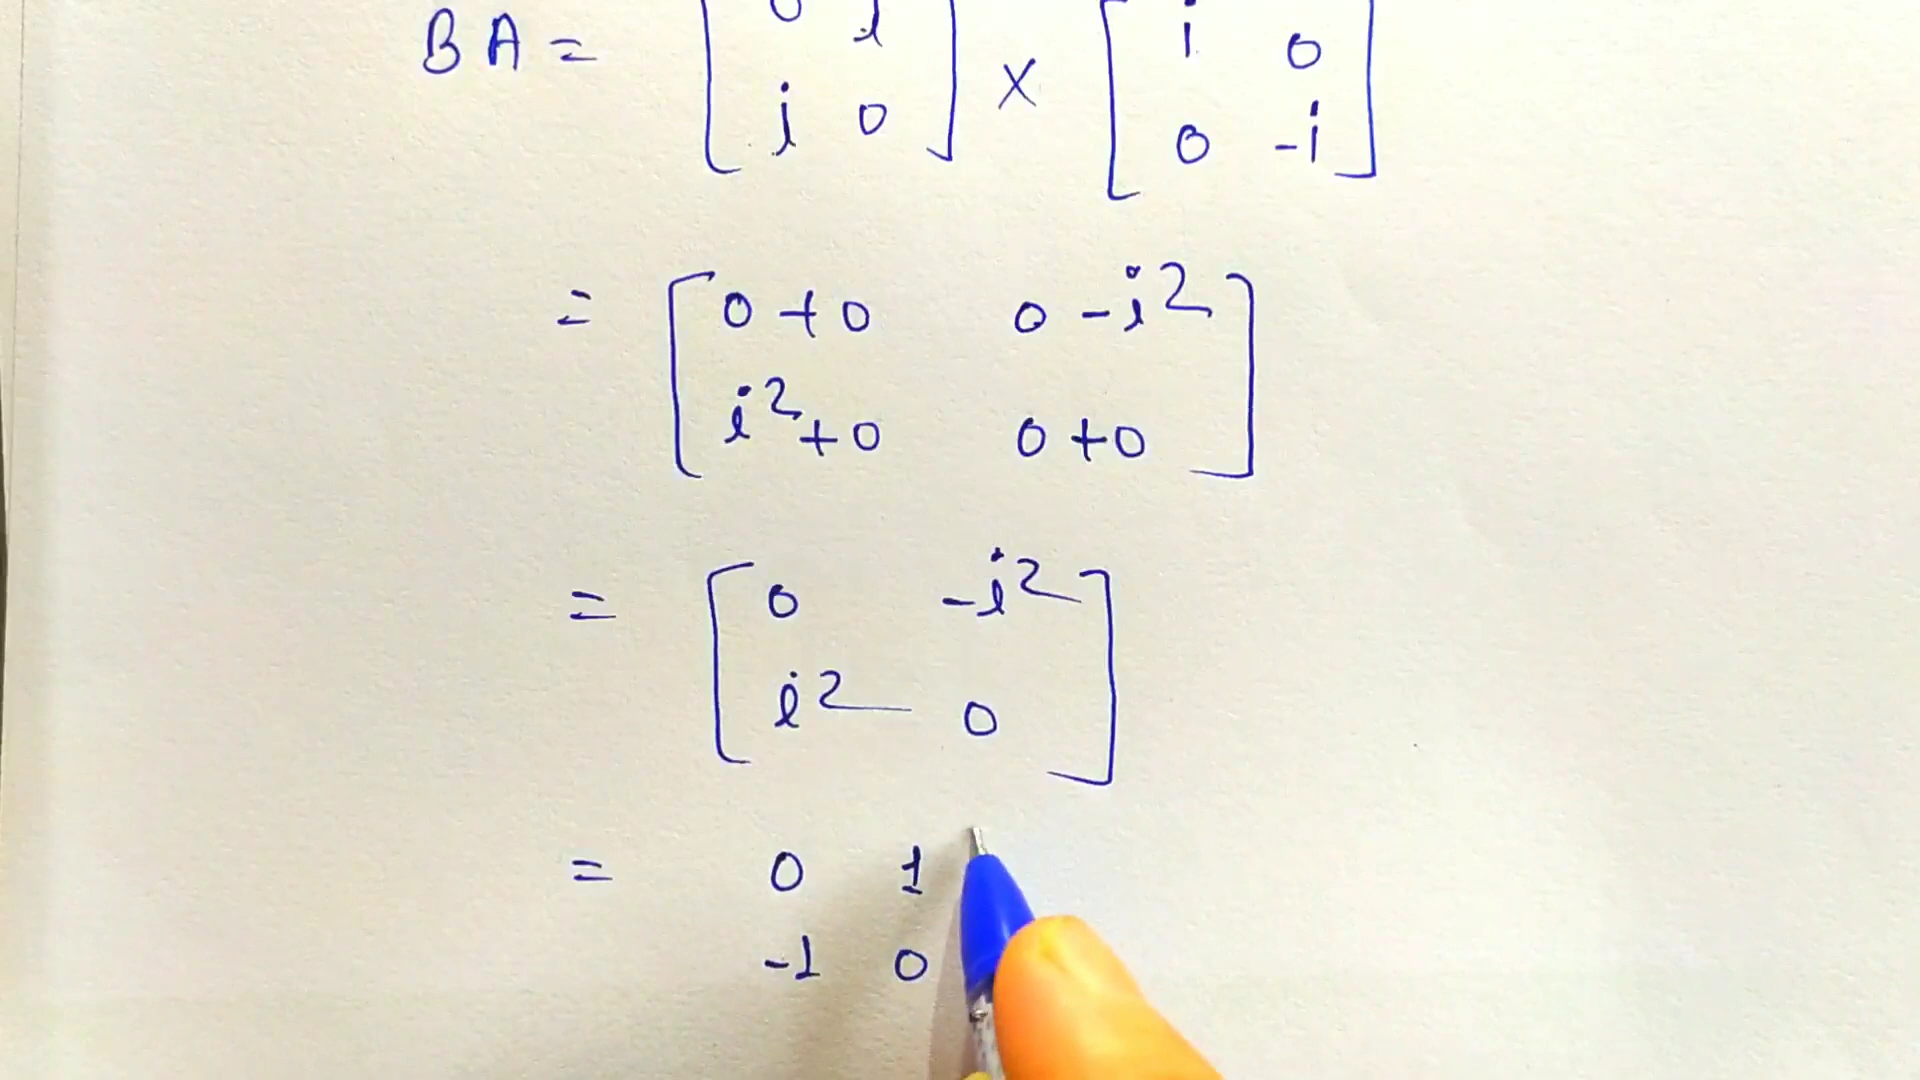 0 i i 0
BA = ×
i 0 0 -i
= 0+0 0-i²
i²+0 0+0
= 0 -i²
i² 0
= 0 1
-1 0